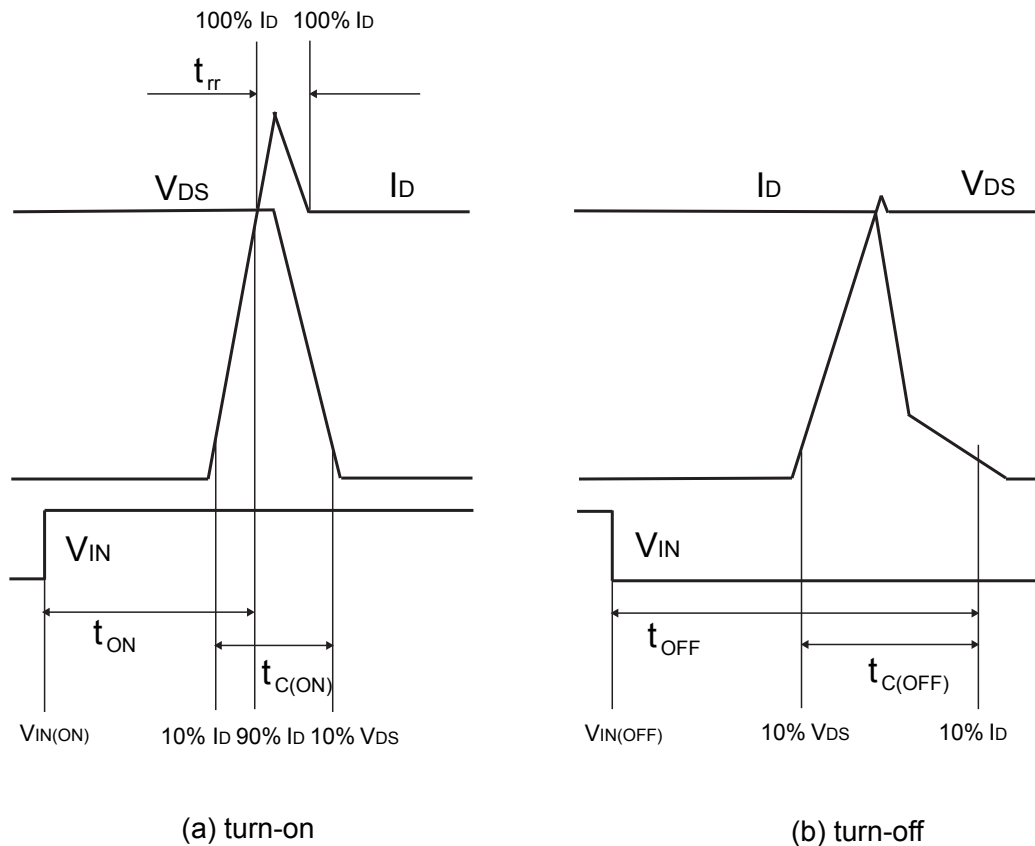 100% ID 100% ID
trr
VDS ID
ID VDS
VIN
VIN
tON
tC(ON)
tOFF
tC(OFF)
VIN(ON) 10% ID 90% ID 10% VDS
VIN(OFF) 10% VDS 10% ID
(a) turn-on
(b) turn-off